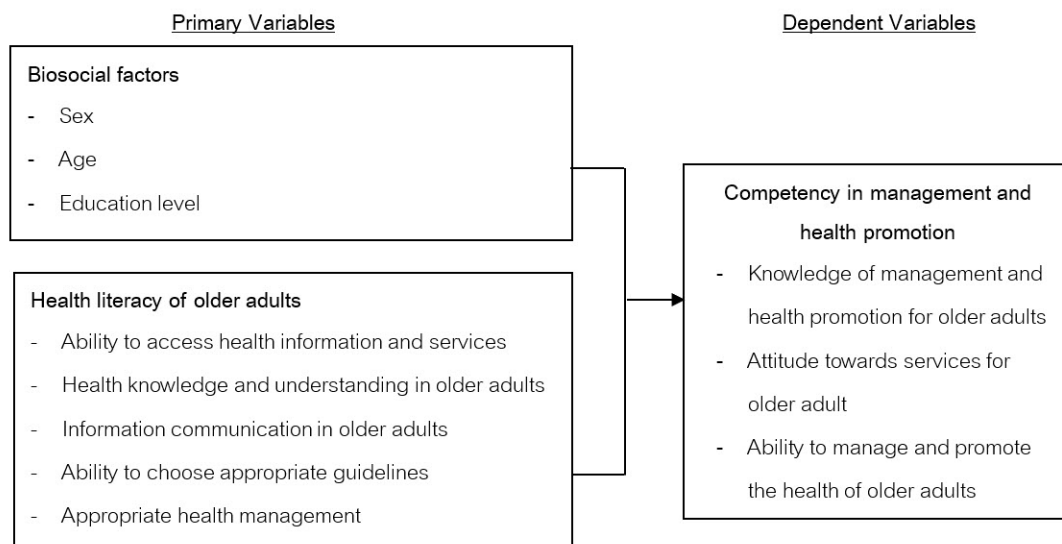 Primary Variables
Dependent Variables
Biosocial factors
- Sex
- Age
- Education level
Health literacy of older adults
- Ability to access health information and services
- Health knowledge and understanding in older adults
- Information communication in older adults
- Ability to choose appropriate guidelines
- Appropriate health management
Competency in management and
health promotion
- Knowledge of management and
health promotion for older adults
- Attitude towards services for
older adult
- Ability to manage and promote
the health of older adults